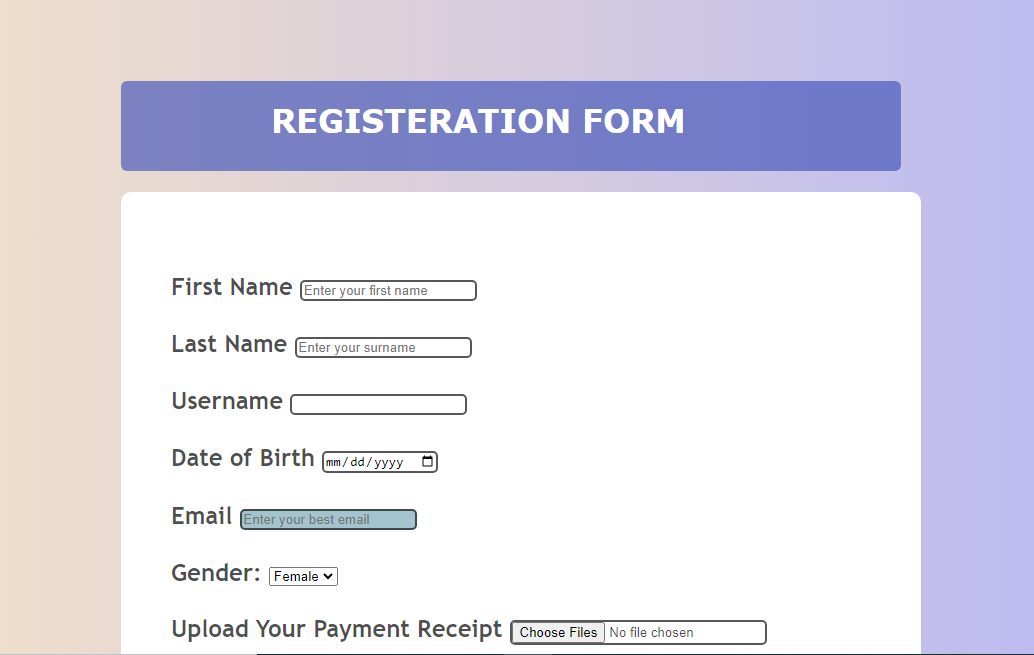 REGISTERATION FORM
First Name Enter your first name
Last Name Enter your surname
Username
Date of Birth mm/dd/yyyy
Email Enter your best email
Gender: Female
Upload Your Payment Receipt Choose Files No file chosen